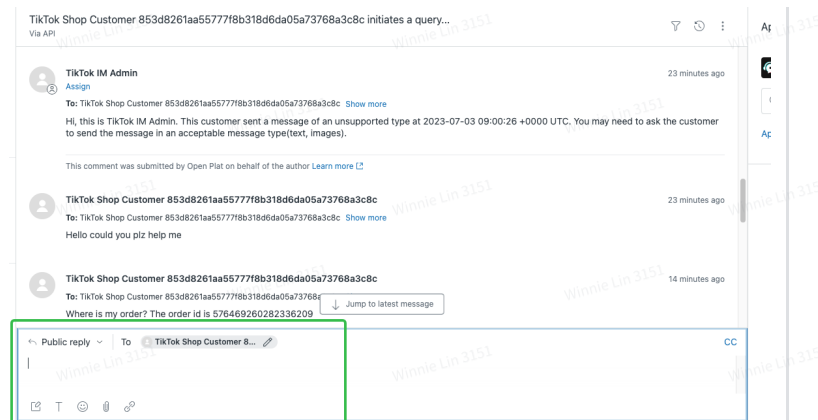 TikTok Shop Customer 853d8261aa55777f8b318d6da05a73768a3c8c initiates a query...
Via API
TikTok IM Admin
23 minutes ago
Assign
To: TikTok Shop Customer 853d8261aa55777f8b318d6da05a73768a3c8c Show more
Hi, this is TikTok IM Admin. This customer sent a message of an unsupported type at 2023-07-03 09:00:26 +0000 UTC. You may need to ask the customer
to send the message in an acceptable message type(text, images).
This comment was submitted by Open Plat on behalf of the author Learn more
TikTok Shop Customer 853d8261aa55777f8b318d6da05a73768a3c8c
23 minutes ago
To: TikTok Shop Customer 853d8261aa55777f8b318d6da05a73768a3c8c Show more
Hello could you plz help me
TikTok Shop Customer 853d8261aa55777f8b318d6da05a73768a3c8c
14 minutes ago
To: TikTok Shop Customer 853d8261aa55777f8b318d6da05a73768a
Jump to latest message
Where is my order? The order id is 576469260282336209
Public reply To TikTok Shop Customer 8... CC
Winnie Lin 3151